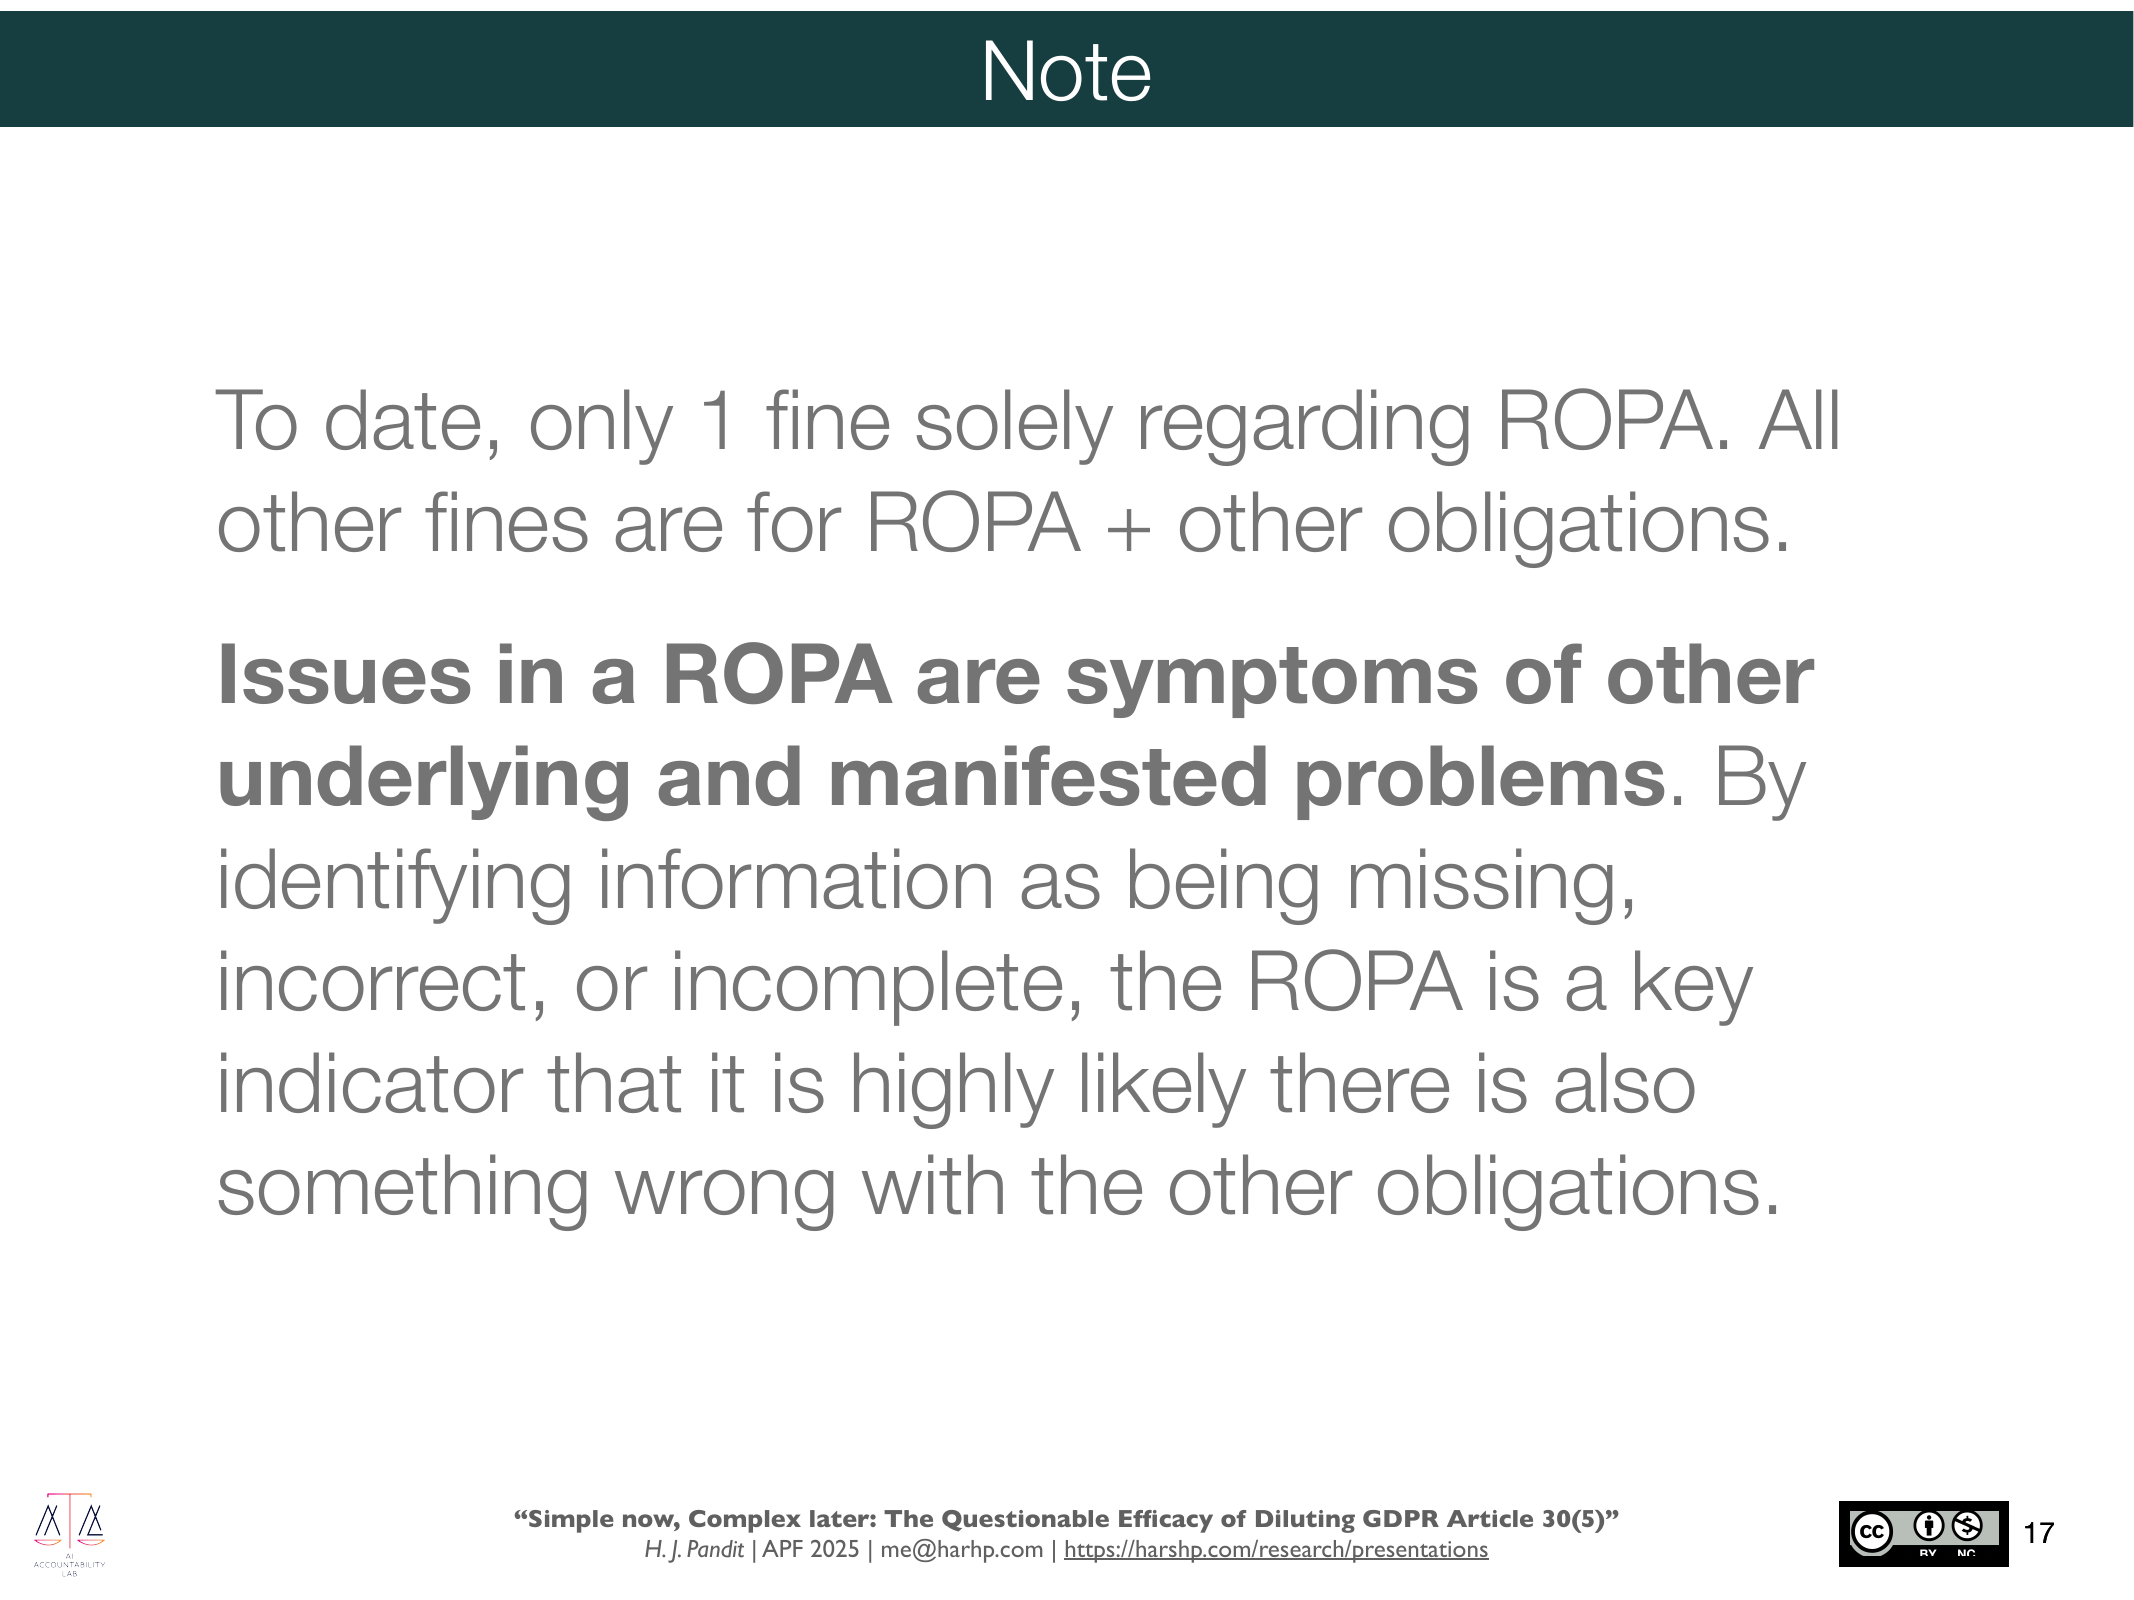 Note
To date, only 1 fine solely regarding ROPA. All
other fines are for ROPA + other obligations.
Issues in a ROPA are symptoms of other
underlying and manifested problems. By
identifying information as being missing,
incorrect, or incomplete, the ROPA is a key
indicator that it is highly likely there is also
something wrong with the other obligations.
AI
ACCOUNTABILITY
LAB
“Simple now, Complex later: The Questionable Efficacy of Diluting GDPR Article 30(5)”
H. J. Pandit | APF 2025 | me@harhp.com | https://harshp.com/research/presentations
cc
BY NC
17